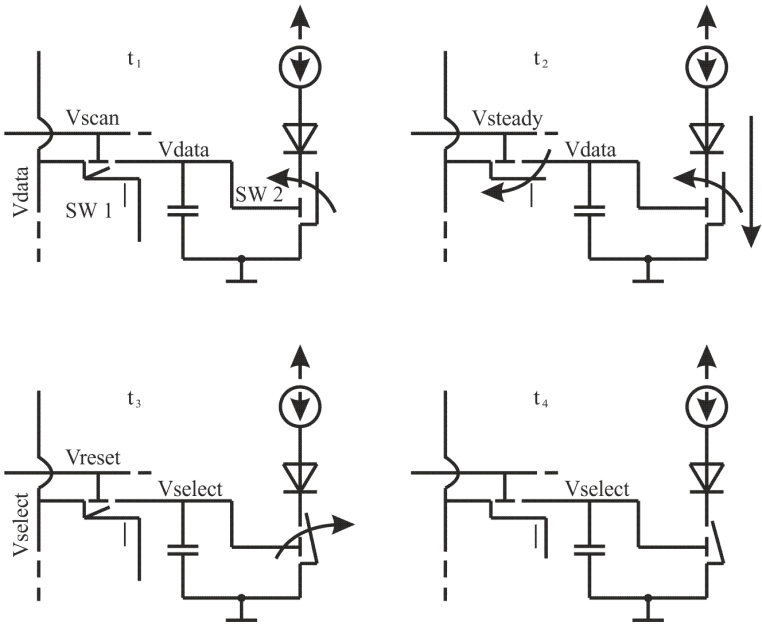 t1
Vscan
Vdata
Vdata
SW 1
SW 2
t2
Vsteady
Vdata
t3
Vreset
Vselect
Vselect
t4
Vselect